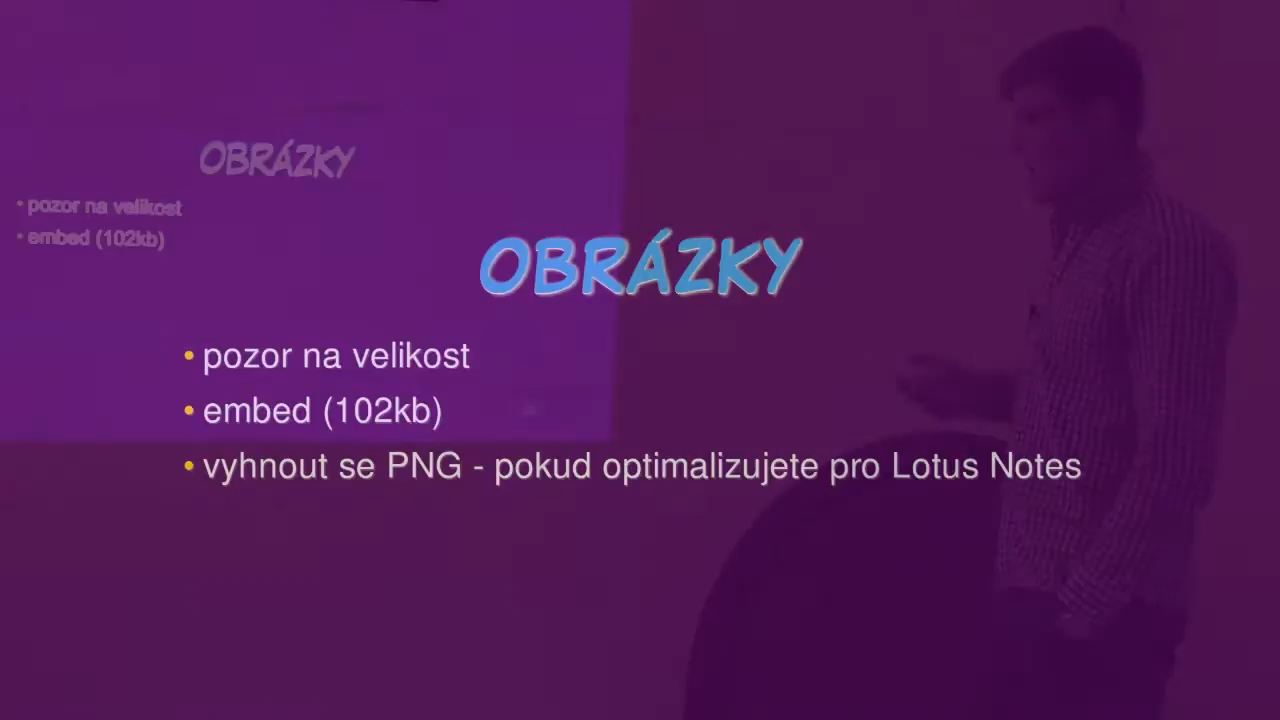 OBRÁZKY
• pozor na velikost
• embed (102kb)
OBRÁZKY
• pozor na velikost
• embed (102kb)
• vyhnout se PNG - pokud optimalizujete pro Lotus Notes